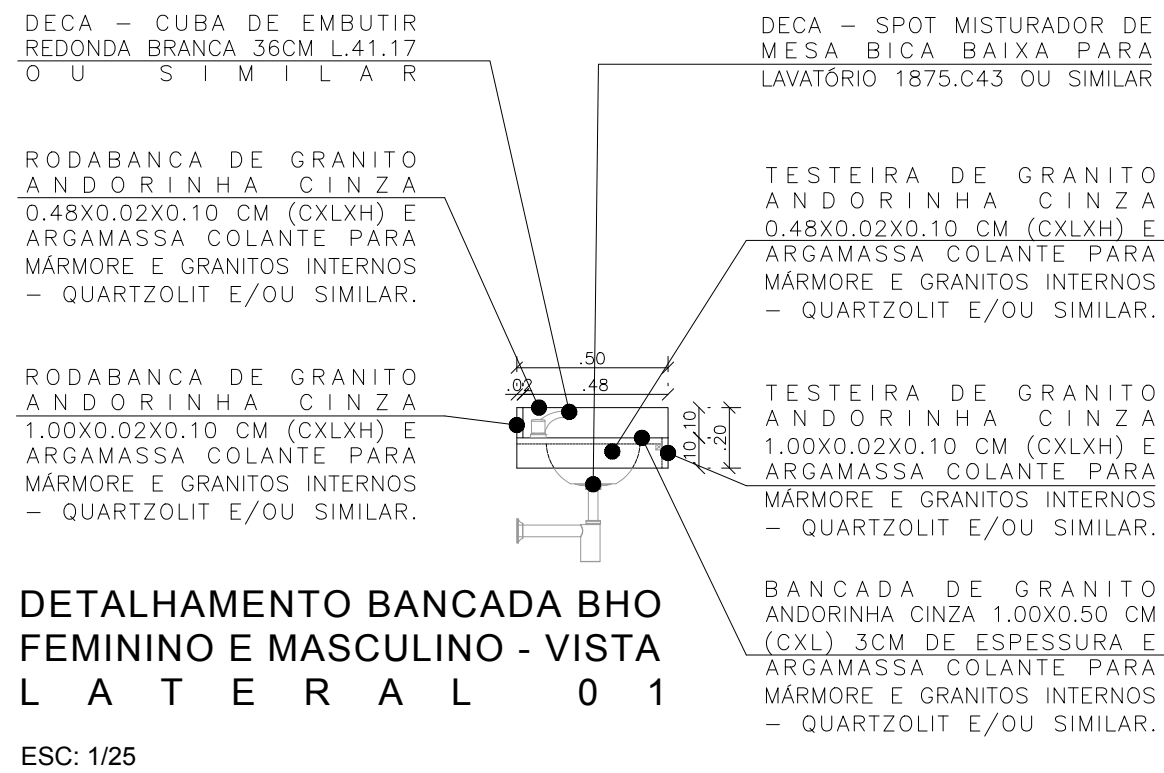 DECA – CUBA DE EMBUTIR
REDONDA BRANCA 36CM L.41.17
OU SIMILAR
RODABANCA DE GRANITO
ANDORINHA CINZA
0.48X0.02X0.10 CM (CXLXH) E
ARGAMASSA COLANTE PARA
MÁRMORE E GRANITOS INTERNOS
– QUARTZOLIT E/OU SIMILAR.
RODABANCA DE GRANITO
ANDORINHA CINZA
1.00X0.02X0.10 CM (CXLXH) E
ARGAMASSA COLANTE PARA
MÁRMORE E GRANITOS INTERNOS
– QUARTZOLIT E/OU SIMILAR.
.50
.02 .48
.10 .10
.20
DECA – SPOT MISTURADOR DE
MESA BICA BAIXA PARA
LAVATÓRIO 1875.C43 OU SIMILAR
TESTEIRA DE GRANITO
ANDORINHA CINZA
0.48X0.02X0.10 CM (CXLXH) E
ARGAMASSA COLANTE PARA
MÁRMORE E GRANITOS INTERNOS
– QUARTZOLIT E/OU SIMILAR.
TESTEIRA DE GRANITO
ANDORINHA CINZA
1.00X0.02X0.10 CM (CXLXH) E
ARGAMASSA COLANTE PARA
MÁRMORE E GRANITOS INTERNOS
– QUARTZOLIT E/OU SIMILAR.
BANCADA DE GRANITO
ANDORINHA CINZA 1.00X0.50 CM
(CXL) 3CM DE ESPESSURA E
ARGAMASSA COLANTE PARA
MÁRMORE E GRANITOS INTERNOS
– QUARTZOLIT E/OU SIMILAR.
DETALHAMENTO BANCADA BHO
FEMININO E MASCULINO - VISTA
LATERAL 01
ESC: 1/25